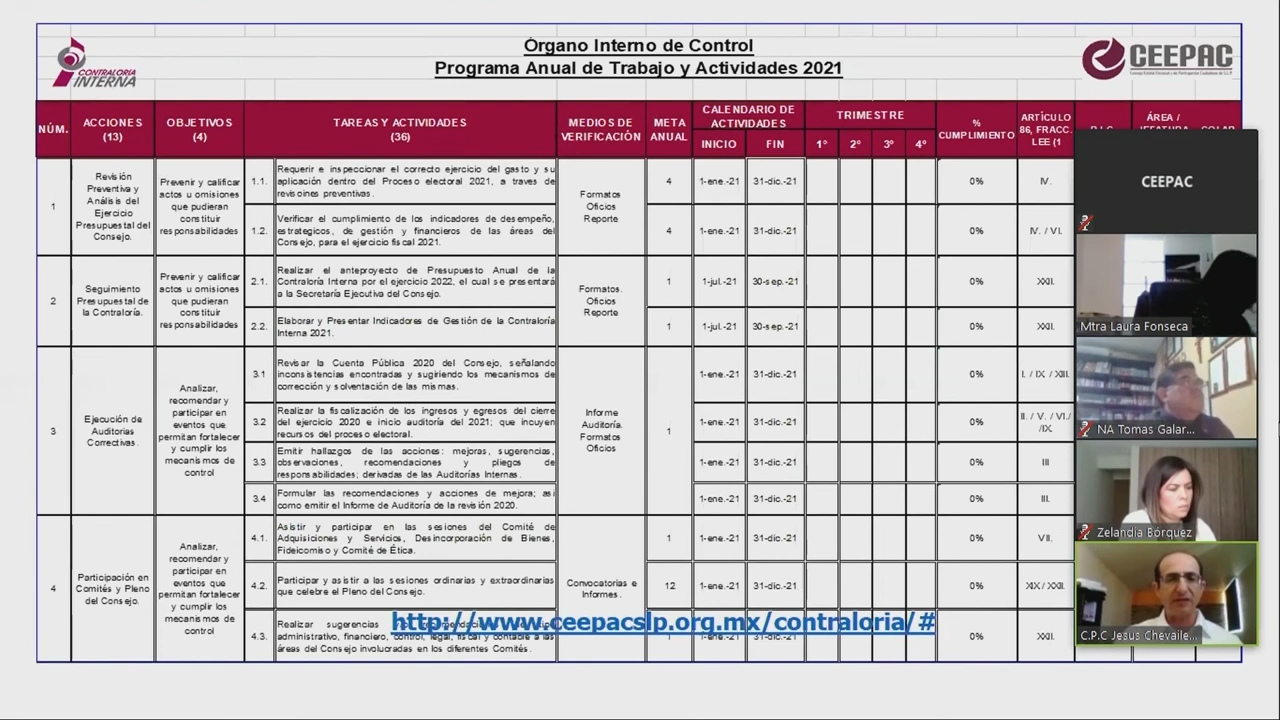 Órgano Interno de Control
Programa Anual de Trabajo y Actividades 2021
CONTRALORIA
INTERNA
CEEPAC
NÚM.
ACCIONES
(13)
OBJETIVOS
(4)
TAREAS Y ACTIVIDADES
(36)
MEDIOS DE
VERIFICACIÓN
META
ANUAL
CALENDARIO DE
ACTIVIDADES
INICIO
FIN
TRIMESTRE
1º
2º
3º
4º
%
CUMPLIMIENTO
ARTÍCULO
86, FRACC.
LEE (1
ÁREA /
1
Revisión
Preventiva y
Análisis del
Ejercicio
Presupuestal del
Consejo.
Prevenir y calificar
actos u omisiones
que pudieran
constituir
responsabilidades
1.1.
Requerir e inspeccionar el correcto ejercicio del gasto y su
aplicación dentro del Proceso electoral 2021, a traves de
revisoines preventivas.
Formatos
Oficios
Reporte
4
1-ene.-21
31-dic.-21
0%
IV.
1.2.
Verificar el cumplimiento de los indicadores de desempeño,
estrategicos, de gestión y financieros de las áreas del
Consejo, para el ejercicio fiscal 2021.
4
1-ene.-21
31-dic.-21
0%
IV. / VI.
2
Seguimiento
Presupuestal de
la Contraloría.
Prevenir y calificar
actos u omisiones
que pudieran
constituir
responsabilidades
2.1.
Realizar el anteproyecto de Presupuesto Anual de la
Contraloría Interna por el ejercicio 2022, el cual se presentará
a la Secretaría Ejecutiva del Consejo.
Formatos.
Oficios
Reporte
1
1-jul.-21
30-sep.-21
0%
XXII.
2.2.
Elaborar y Presentar Indicadores de Gestión de la Contraloría
Interna 2021.
1
1-jul.-21
30-sep.-21
0%
XXII.
3
Ejecución de
Auditorias
Correctivas.
Analizar,
recomendar y
participar en
eventos que
permitan fortalecer
y cumplir los
mecanismos de
control
3.1
Revisar la Cuenta Pública 2020 del Consejo, señalando
inconsistencias encontradas y sugiriendo los mecanismos de
corrección y solventación de las mismas.
Informe
Auditoría.
Formatos
Oficios
1
1-ene.-21
31-dic.-21
0%
I. / IX / XIII.
3.2
Realizar la fiscalización de los ingresos y egresos del cierre
del ejercicio 2020 e inicio auditoría del 2021; que incluyen
recursos del proceso electoral.
1-ene.-21
31-dic.-21
0%
II. / V. / VI./
/IX.
3.3
Emitir hallazgos de las acciones: mejoras, sugerencias,
observaciones, recomendaciones y pliegos de
responsabilidades; derivadas de las Auditorías Internas.
1-ene.-21
31-dic.-21
0%
III
3.4
Formular las recomendaciones y acciones de mejora; así
como emitir el Informe de Auditoría de la revisión 2020.
1-ene.-21
31-dic.-21
0%
III.
4
Participación en
Comités y Pleno
del Consejo.
Analizar,
recomendar y
participar en
eventos que
permitan fortalecer
y cumplir los
mecanismos de
control
4.1.
Asistir y participar en las sesiones del Comité de
Adquisiciones y Servicios, Desincorporación de Bienes,
Fideicomiso y Comité de Ética.
Convocatorias e
Informes.
1
1-ene.-21
31-dic.-21
0%
VII.
4.2.
Participar y asistir a las sesiones ordinarias y extraordinarias
que celebre el Pleno del Consejo.
12
1-ene.-21
31-dic.-21
0%
XIX / XXII.
4.3.
Realizar sugerencias
administrativo, financiero, control, legal, fiscal y contable a las
áreas del Consejo involucradas en los diferentes Comités.
1
1-ene.-21
31-dic.-21
0%
XXII.
http://www.ceepacslp.org.mx/contraloria/#
CEEPAC
Mtra Laura Fonseca
NA Tomas Galar...
Zelandia Bórquez
C.P.C Jesus Chevaile...